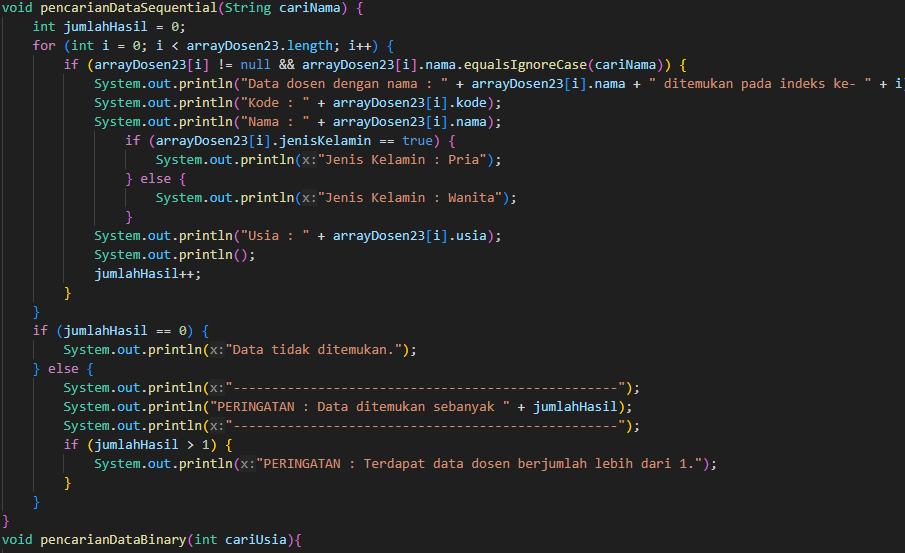 void pencarianDataSequential(String cariNama) {
int jumlahHasil = 0;
for (int i = 0; i < arrayDosen23.length; i++) {
if (arrayDosen23[i] != null && arrayDosen23[i].nama.equalsIgnoreCase(cariNama)) {
System.out.println("Data dosen dengan nama : " + arrayDosen23[i].nama + " ditemukan pada indeks ke- " + i
System.out.println("Kode : " + arrayDosen23[i].kode);
System.out.println("Nama : " + arrayDosen23[i].nama);
if (arrayDosen23[i].jenisKelamin == true) {
System.out.println(x:"Jenis Kelamin : Pria");
} else {
System.out.println(x:"Jenis Kelamin : Wanita");
}
System.out.println("Usia : " + arrayDosen23[i].usia);
System.out.println();
jumlahHasil++;
}
}
if (jumlahHasil == 0) {
System.out.println(x:"Data tidak ditemukan.");
} else {
System.out.println(x:"--------------------------------------------------");
System.out.println("PERINGATAN : Data ditemukan sebanyak " + jumlahHasil);
System.out.println(x:"--------------------------------------------------");
if (jumlahHasil > 1) {
System.out.println(x:"PERINGATAN : Terdapat data dosen berjumlah lebih dari 1.");
}
}
}
void pencarianDataBinary(int cariUsia){